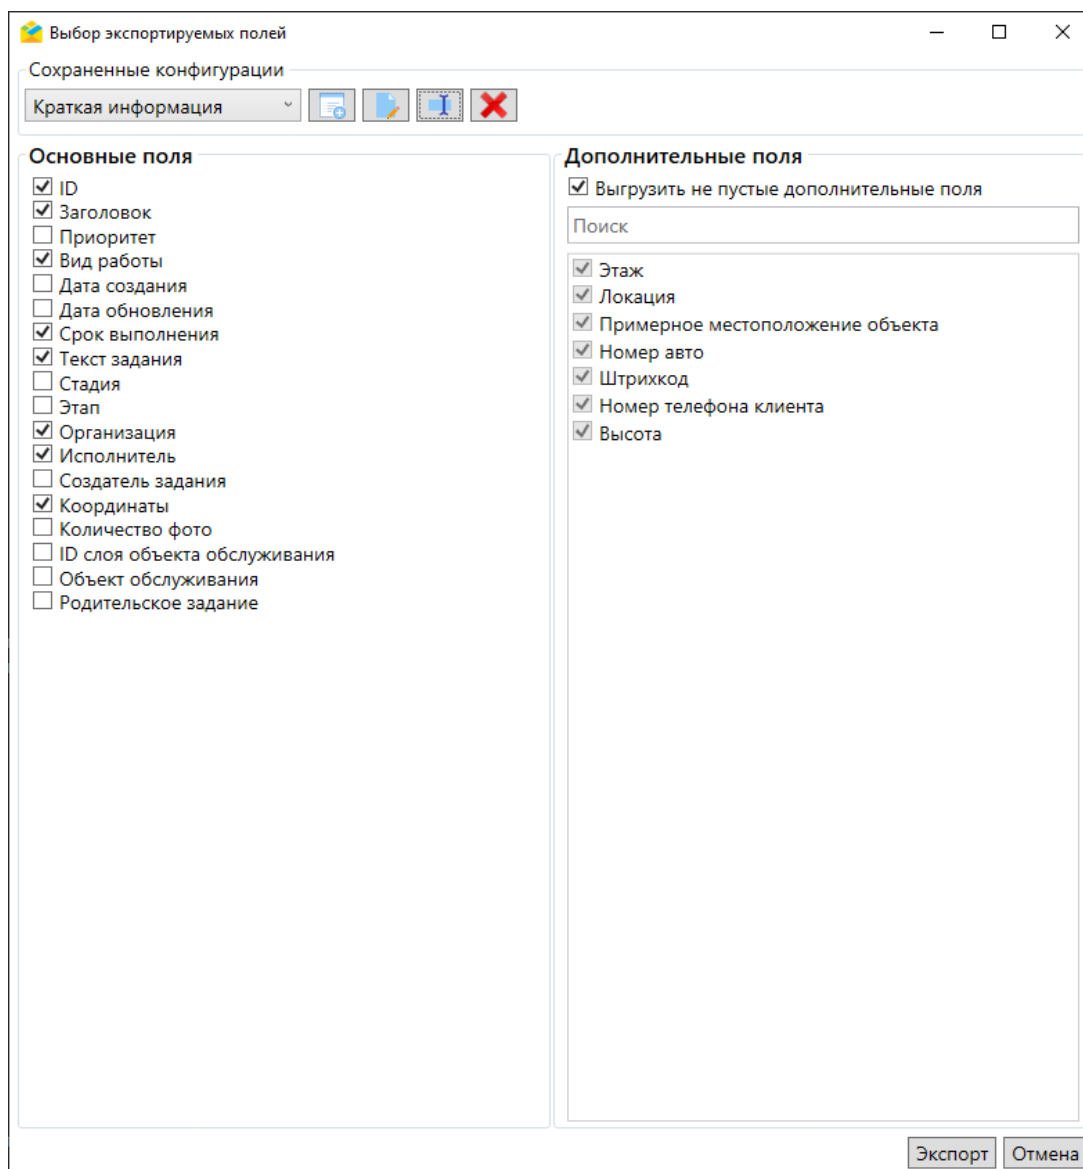 Выбор экспортируемых полей
Сохраненные конфигурации
Краткая информация
Основные поля
ID
Заголовок
Приоритет
Вид работы
Дата создания
Дата обновления
Срок выполнения
Текст задания
Стадия
Этап
Организация
Исполнитель
Создатель задания
Координаты
Количество фото
ID слоя объекта обслуживания
Объект обслуживания
Родительское задание
Дополнительные поля
Выгрузить не пустые дополнительные поля
Поиск
Этаж
Локация
Примерное местоположение объекта
Номер авто
Штрихкод
Номер телефона клиента
Высота
Экспорт Отмена